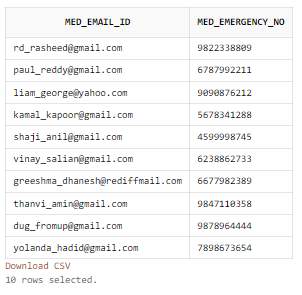 MED_EMAIL_ID MED_EMERGENCY_NO
rd_rasheed@gmail.com 9822338809
paul_reddy@gmail.com 6787992211
liam_george@yahoo.com 9090876212
kamal_kapoor@gmail.com 5678341288
shaji_anil@gmail.com 4599998745
vinay_salian@gmail.com 6238862733
greeshma_dhanesh@rediffmail.com 6677982389
thanvi_amin@gmail.com 9847110358
dug_fromup@gmail.com 9878964444
yolanda_hadid@gmail.com 7898673654
Download CSV
10 rows selected.